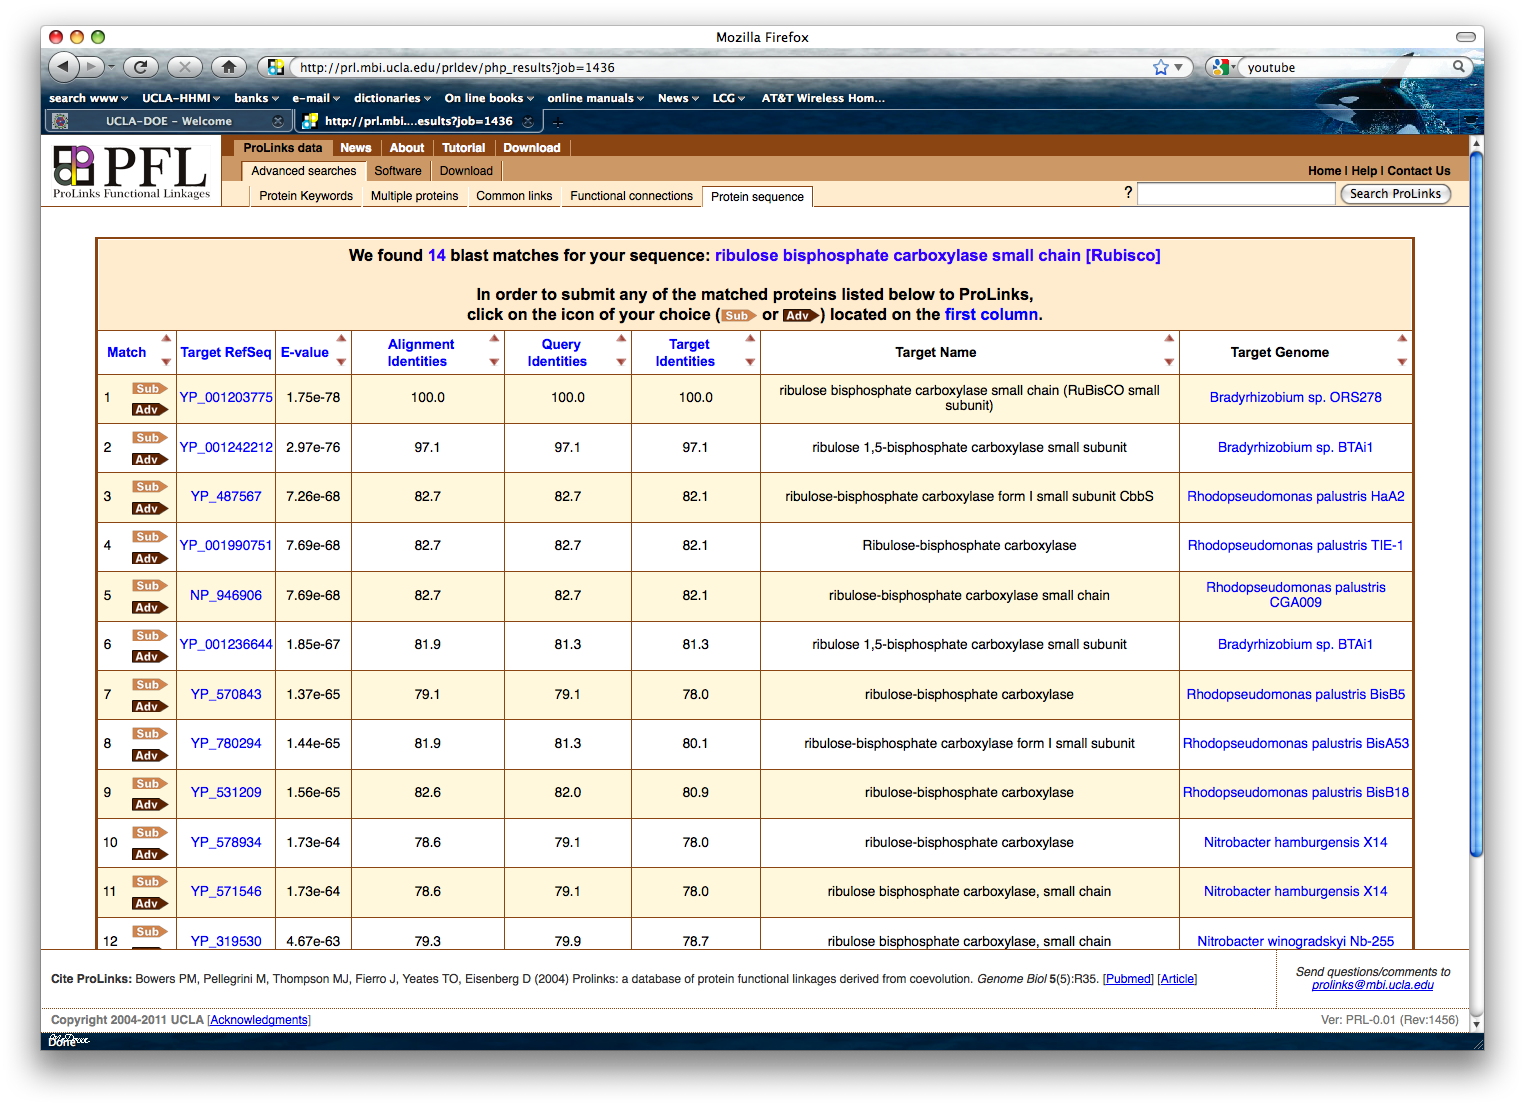 Mozilla Firefox
http://prl.mbi.ucla.edu/prldev/php_results?job=1436
youtube
search www UCLA-HHMI banks e-mail dictionaries On line books online manuals News LCG AT&T Wireless Hom...
UCLA-DOE - Welcome http://prl.mbi....esults?job=1436
PFL
ProLinks Functional Linkages
ProLinks data News About Tutorial Download
Advanced searches Software Download
Home | Help | Contact Us
Protein Keywords Multiple proteins Common links Functional connections Protein sequence
? Search ProLinks
We found 14 blast matches for your sequence: ribulose bisphosphate carboxylase small chain [Rubisco]
In order to submit any of the matched proteins listed below to ProLinks,
click on the icon of your choice (Sub or Adv) located on the first column.
Match Target RefSeq E-value Alignment Identities Query Identities Target Identities Target Name Target Genome
1 Sub Adv YP_001203775 1.75e-78 100.0 100.0 100.0 ribulose bisphosphate carboxylase small chain (RuBisCO small subunit) Bradyrhizobium sp. ORS278
2 Sub Adv YP_001242212 2.97e-76 97.1 97.1 97.1 ribulose 1,5-bisphosphate carboxylase small subunit Bradyrhizobium sp. BTAi1
3 Sub Adv YP_487567 7.26e-68 82.7 82.7 82.1 ribulose-bisphosphate carboxylase form I small subunit CbbS Rhodopseudomonas palustris HaA2
4 Sub Adv YP_001990751 7.69e-68 82.7 82.7 82.1 Ribulose-bisphosphate carboxylase Rhodopseudomonas palustris TIE-1
5 Sub Adv NP_946906 7.69e-68 82.7 82.7 82.1 ribulose-bisphosphate carboxylase small chain Rhodopseudomonas palustris CGA009
6 Sub Adv YP_001236644 1.85e-67 81.9 81.3 81.3 ribulose 1,5-bisphosphate carboxylase small subunit Bradyrhizobium sp. BTAi1
7 Sub Adv YP_570843 1.37e-65 79.1 79.1 78.0 ribulose-bisphosphate carboxylase Rhodopseudomonas palustris BisB5
8 Sub Adv YP_780294 1.44e-65 81.9 81.3 80.1 ribulose-bisphosphate carboxylase form I small subunit Rhodopseudomonas palustris BisA53
9 Sub Adv YP_531209 1.56e-65 82.6 82.0 80.9 ribulose-bisphosphate carboxylase Rhodopseudomonas palustris BisB18
10 Sub Adv YP_578934 1.73e-64 78.6 79.1 78.0 ribulose-bisphosphate carboxylase Nitrobacter hamburgensis X14
11 Sub Adv YP_571546 1.73e-64 78.6 79.1 78.0 ribulose bisphosphate carboxylase, small chain Nitrobacter hamburgensis X14
12 Sub YP_319530 4.67e-63 79.3 79.9 78.7 ribulose bisphosphate carboxylase, small chain Nitrobacter winogradskyi Nb-255
Cite ProLinks: Bowers PM, Pellegrini M, Thompson MJ, Fierro J, Yeates TO, Eisenberg D (2004) Prolinks: a database of protein functional linkages derived from coevolution. Genome Biol 5(5):R35. [Pubmed] [Article]
Send questions/comments to
prolinks@mbi.ucla.edu
Copyright 2004-2011 UCLA [Acknowledgments]
Ver: PRL-0.01 (Rev:1456)
Done